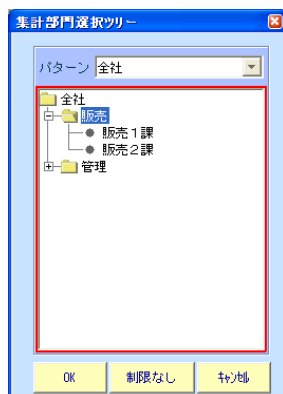 集計部門選択ツリー
パターン 全社
全社
販売
販売1課
販売2課
管理
OK 制限なし ｷｬﾝｾﾙ